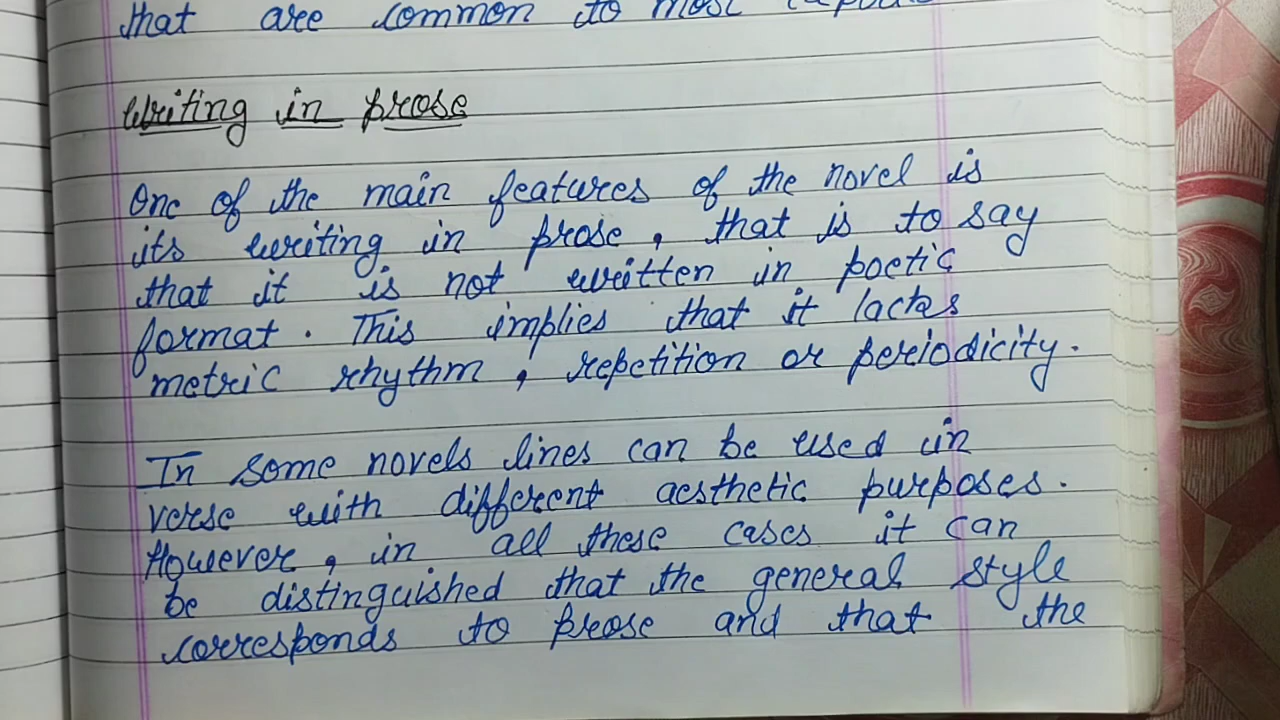 that are common to most
Writing in prose
One of the main features of the novel is
its writing in prose, that is to say
that it is not written in poetic
format. This implies that it lacks
metric rhythm, repetition or periodicity.
In some novels lines can be used in
verse with different aesthetic purposes.
However, in all these cases it can
be distinguished that the general style
corresponds to prose and that the